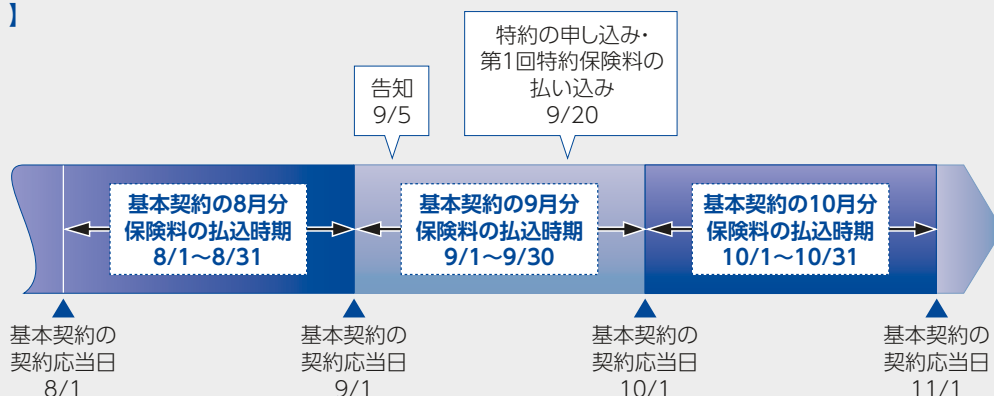 】
特約の申し込み・
第1回特約保険料の
払い込み
9/20
告知
9/5
基本契約の8月分
保険料の払込時期
8/1〜8/31
基本契約の9月分
保険料の払込時期
9/1〜9/30
基本契約の10月分
保険料の払込時期
10/1〜10/31
基本契約の
契約応当日
8/1
基本契約の
契約応当日
9/1
基本契約の
契約応当日
10/1
基本契約の
契約応当日
11/1